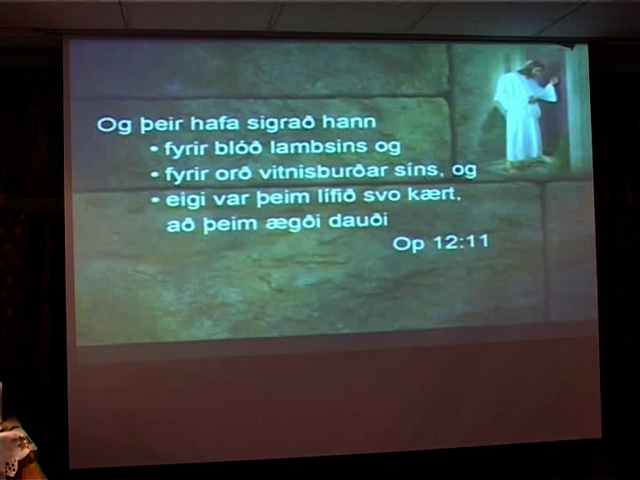 Og þeir hafa sigrað hann
• fyrir blóð lambsins og
• fyrir orð vitnisburðar síns, og
• eigi var þeim lífið svo kært,
að þeim ægði dauði
Op 12:11